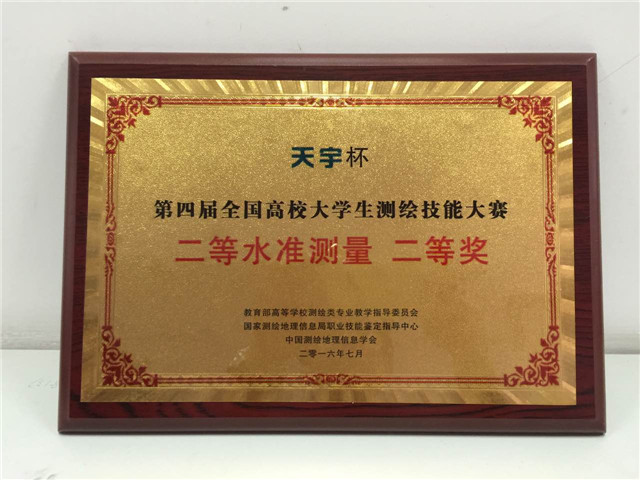 天宇杯
第四届全国高校大学生测绘技能大赛
二等水准测量 二等奖
教育部高等学校测绘类专业教学指导委员会
国家测绘地理信息局职业技能鉴定指导中心
中国测绘地理信息学会
二零一六年七月